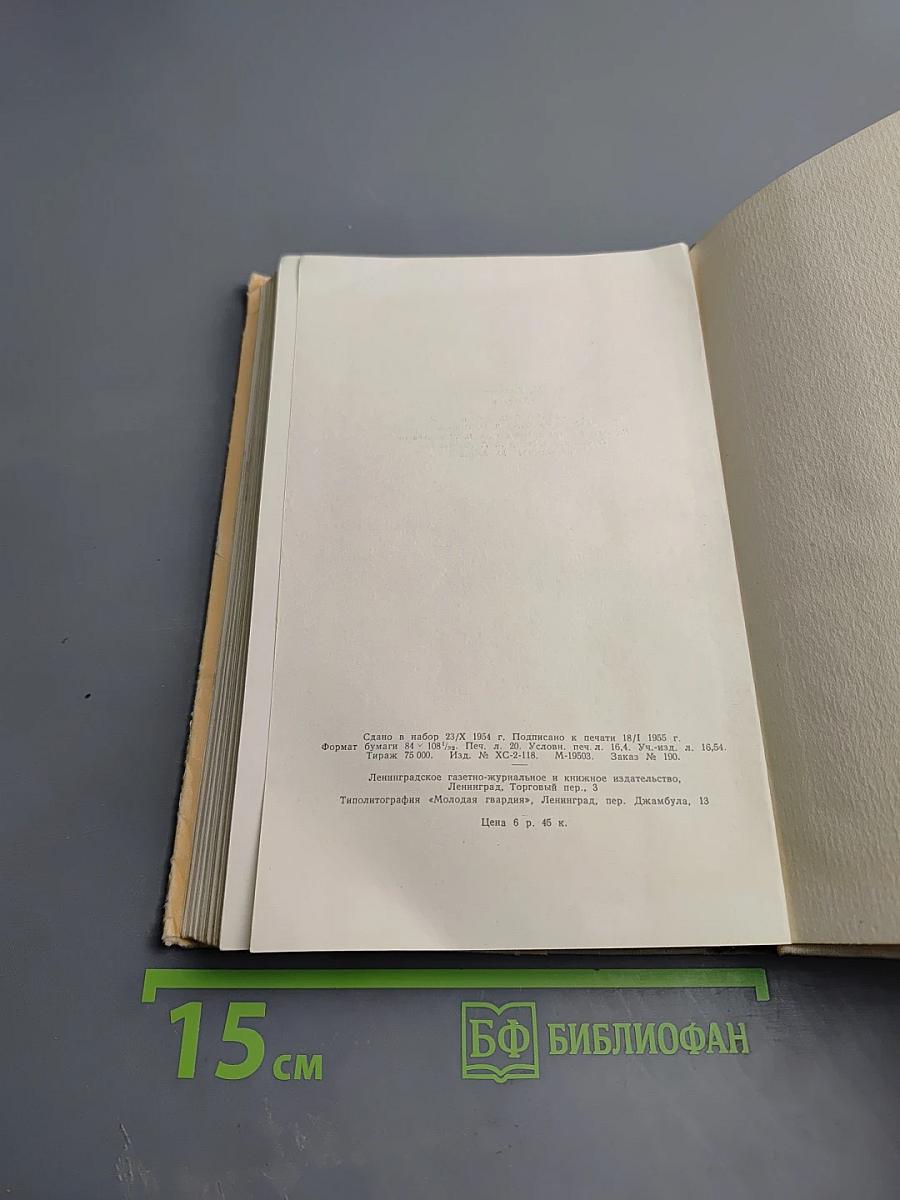 Сдано в набор 23/X 1954 г. Подписано к печати 18/I 1955 г.
Формат бумаги 84 × 108¹/₃₂. Печ. л. 20. Условн. печ. л. 16,4. Уч.-изд. л. 16,54.
Тираж 75 000. Изд. № ХС-2-118. М-19503. Заказ № 190.
Ленинградское газетно-журнальное и книжное издательство,
Ленинград, Торговый пер., 3
Типолитография «Молодая гвардия», Ленинград, пер. Джамбула, 13
Цена 6 р. 45 к.
15 см
БФ БИБЛИОФАН